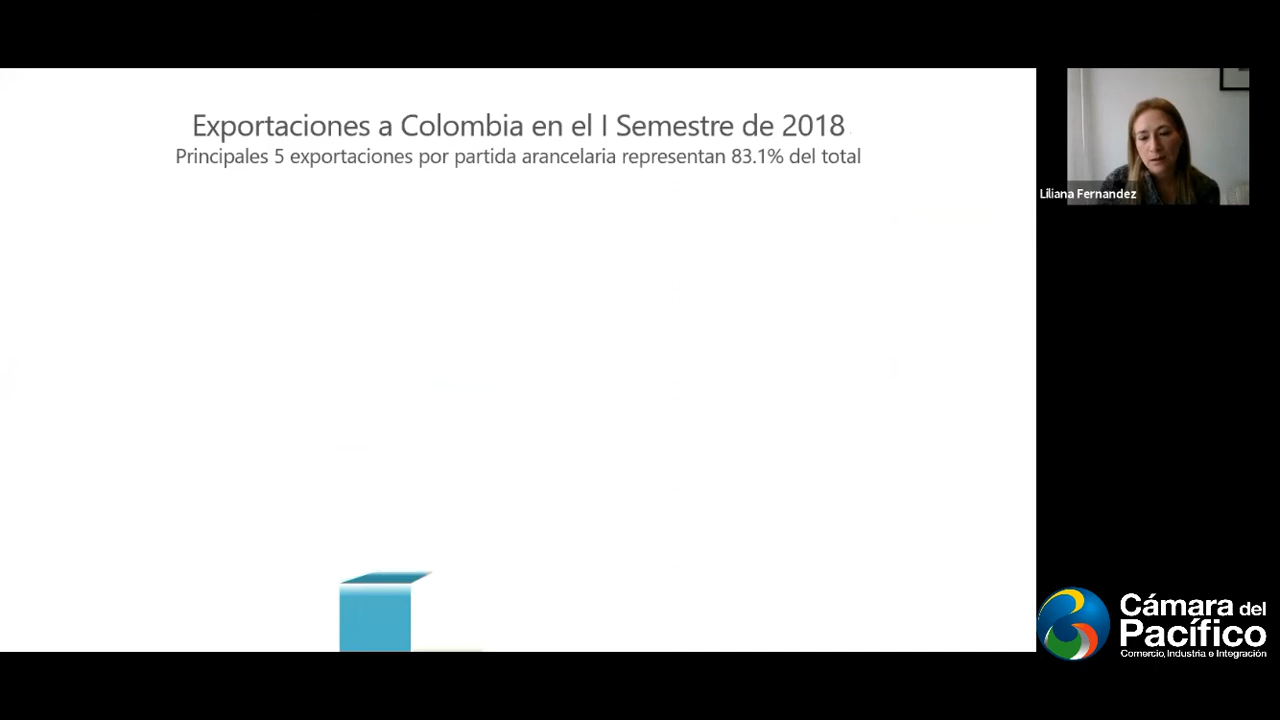 Exportaciones a Colombia en el I Semestre de 2018
Principales 5 exportaciones por partida arancelaria representan 83.1% del total
Liliana Fernandez
Cámara del
Pacífico
Comercio, Industria e Integración